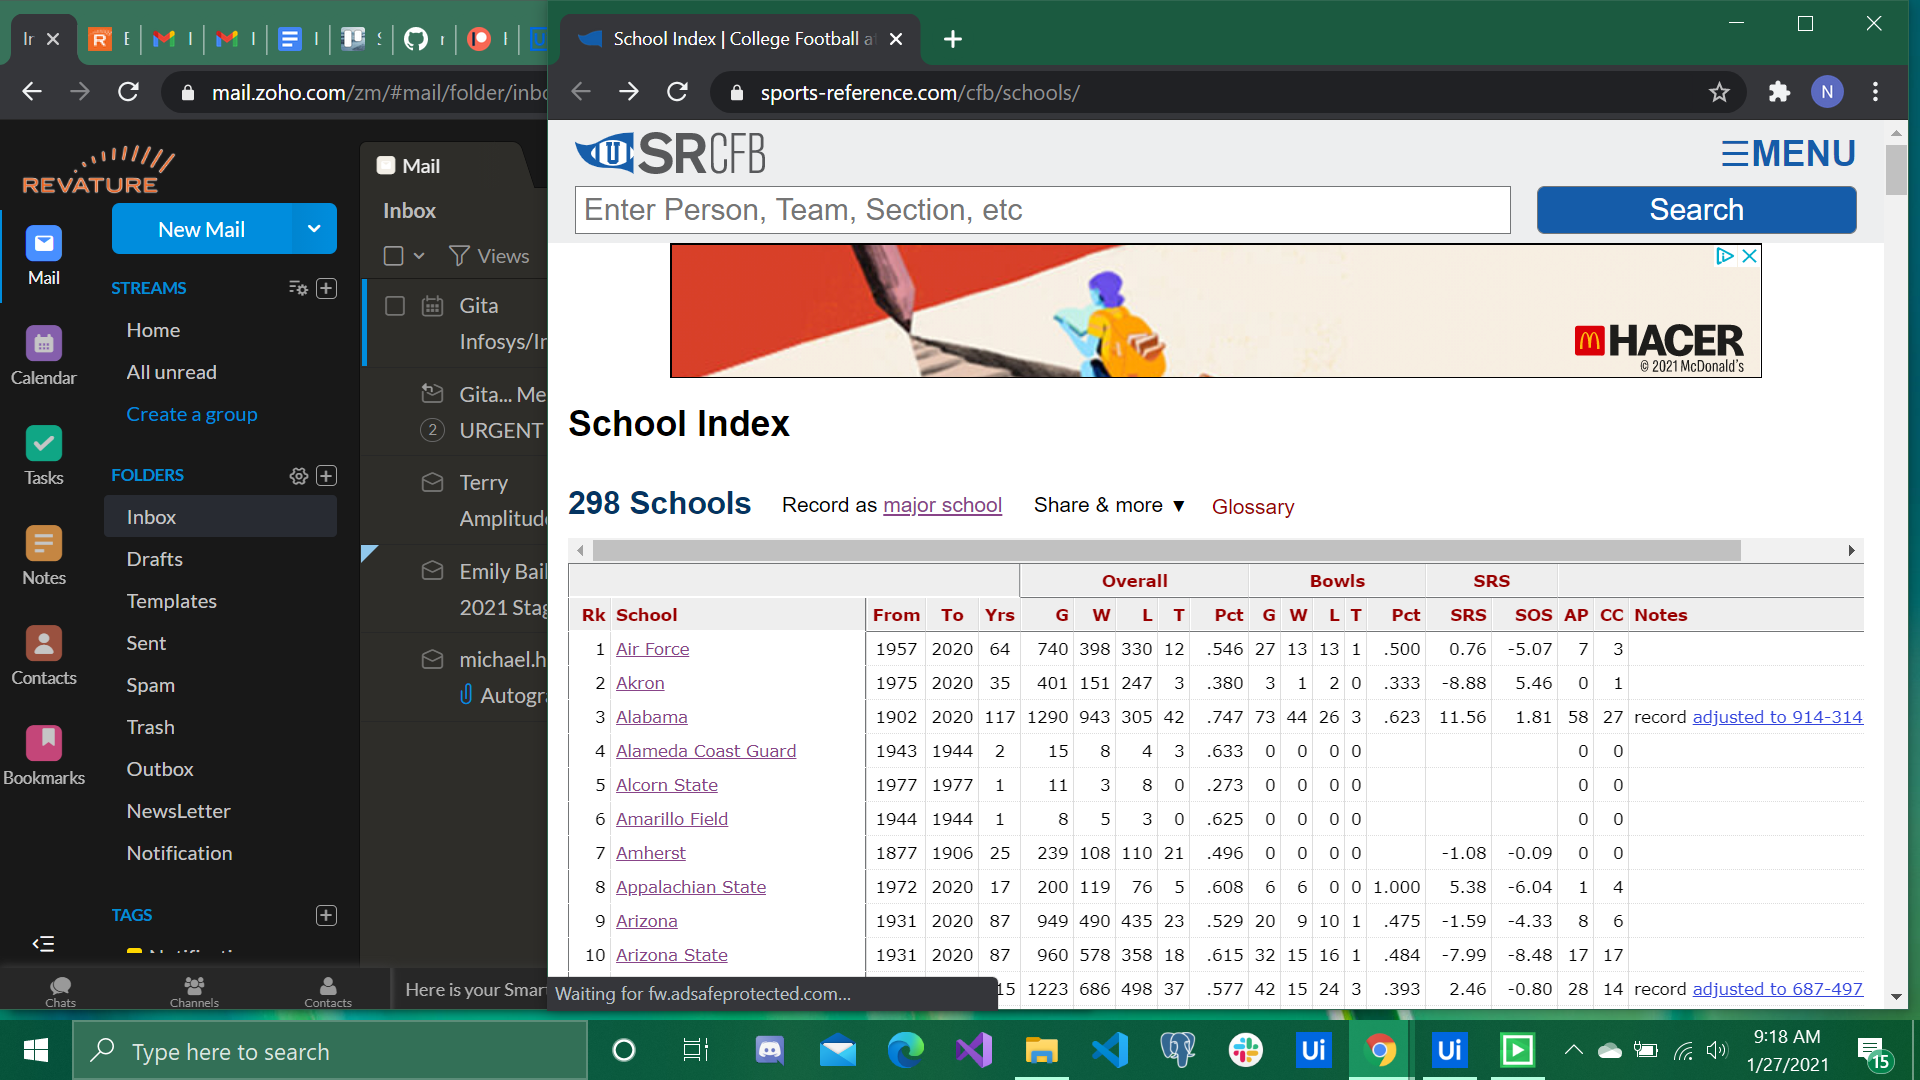 In
School Index | College Football at
mail.zoho.com/zm/#mail/folder/inbo
sports-reference.com/cfb/schools/
N
REVATURE
Mail
Calendar
Tasks
Notes
Contacts
Bookmarks
New Mail
STREAMS
Home
All unread
Create a group
FOLDERS
Inbox
Drafts
Templates
Sent
Spam
Trash
Outbox
NewsLetter
Notification
TAGS
Chats
Channels
Contacts
Mail
Inbox
Views
Gita
Infosys/In
Gita... Me
2 URGENT
Terry
Amplitude
Emily Bail
2021 Stag
michael.h
Autogra
Here is your Smart
U SRCFB
☰MENU
Enter Person, Team, Section, etc
Search
HACER
© 2021 McDonald's
School Index
298 Schools Record as major school Share & more ▼ Glossary
Overall Bowls SRS
Rk School From To Yrs G W L T Pct G W L T Pct SRS SOS AP CC Notes
1 Air Force 1957 2020 64 740 398 330 12 .546 27 13 13 1 .500 0.76 -5.07 7 3
2 Akron 1975 2020 35 401 151 247 3 .380 3 1 2 0 .333 -8.88 5.46 0 1
3 Alabama 1902 2020 117 1290 943 305 42 .747 73 44 26 3 .623 11.56 1.81 58 27 record adjusted to 914-314
4 Alameda Coast Guard 1943 1944 2 15 8 4 3 .633 0 0 0 0 0 0
5 Alcorn State 1977 1977 1 11 3 8 0 .273 0 0 0 0 0 0
6 Amarillo Field 1944 1944 1 8 5 3 0 .625 0 0 0 0 0 0
7 Amherst 1877 1906 25 239 108 110 21 .496 0 0 0 0 -1.08 -0.09 0 0
8 Appalachian State 1972 2020 17 200 119 76 5 .608 6 6 0 0 1.000 5.38 -6.04 1 4
9 Arizona 1931 2020 87 949 490 435 23 .529 20 9 10 1 .475 -1.59 -4.33 8 6
10 Arizona State 1931 2020 87 960 578 358 18 .615 32 15 16 1 .484 -7.99 -8.48 17 17
15 1223 686 498 37 .577 42 15 24 3 .393 2.46 -0.80 28 14 record adjusted to 687-497
Waiting for fw.adsafeprotected.com...
Type here to search
Ui
Ui
9:18 AM
1/27/2021
15